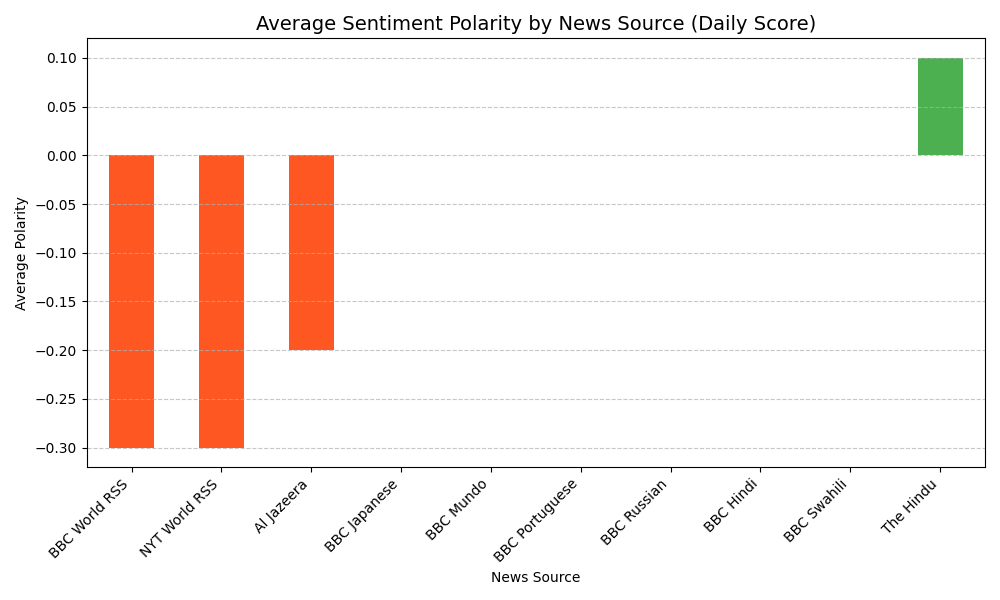 Average Sentiment Polarity by News Source (Daily Score)
Average Polarity
0.10
0.05
0.00
−0.05
−0.10
−0.15
−0.20
−0.25
−0.30
BBC World RSS
NYT World RSS
Al Jazeera
BBC Japanese
BBC Mundo
BBC Portuguese
BBC Russian
BBC Hindi
BBC Swahili
The Hindu
News Source